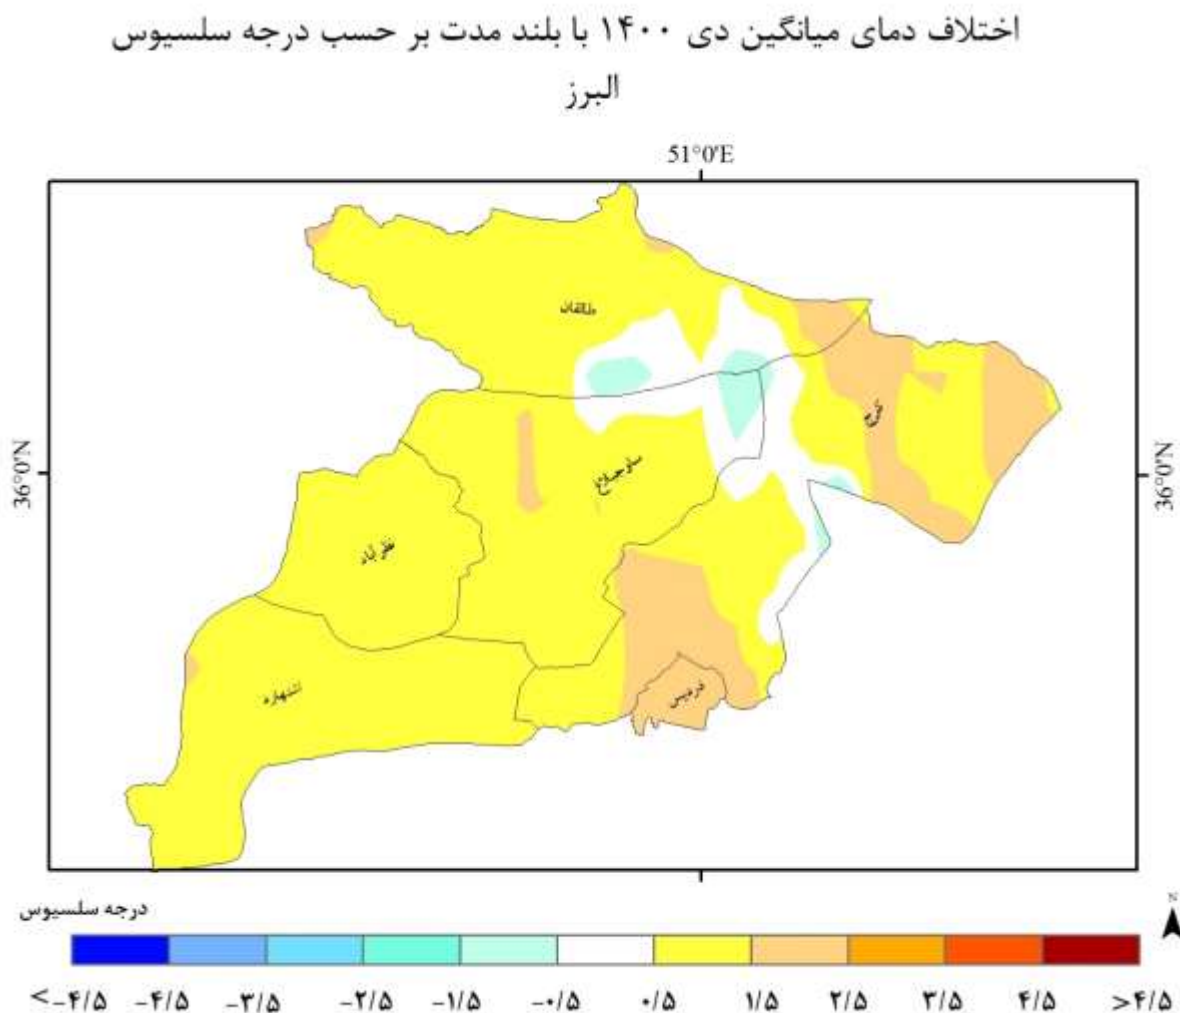 اختلاف دمای میانگین دی ۱۴۰۰ با بلند مدت بر حسب درجه سلسیوس
البرز
51°0'E
36°0'N
36°0'N
طالقان
کرج
ساوجبلاغ
نظرآباد
اشتهارد
فردیس
درجه سلسیوس
N
<-۴/۵ -۴/۵ -۳/۵ -۲/۵ -۱/۵ -۰/۵ ۰/۵ ۱/۵ ۲/۵ ۳/۵ ۴/۵ >۴/۵